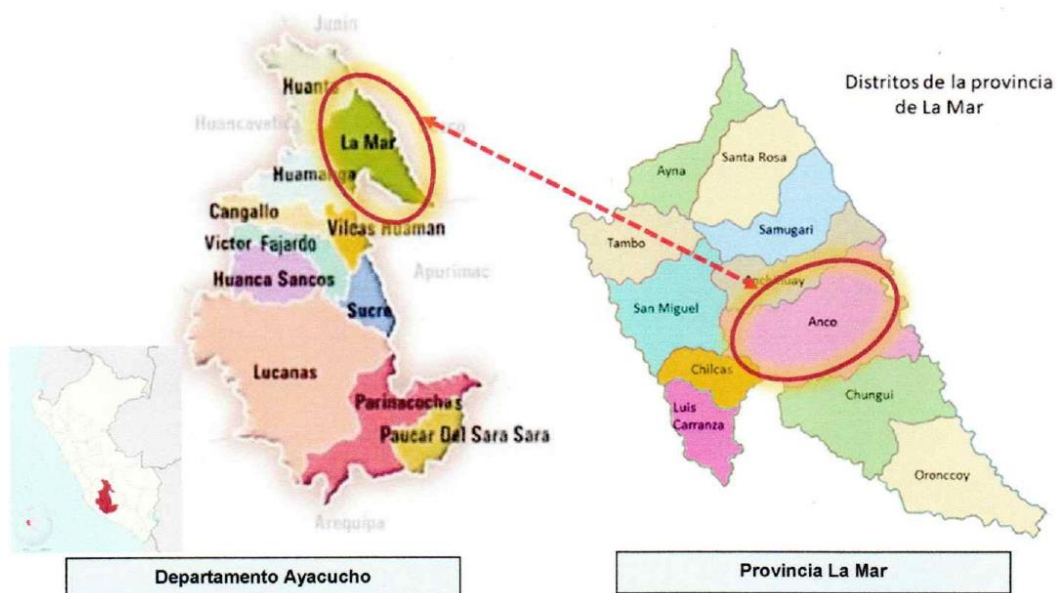 Junín
Huanta
Huancavelica
La Mar
Huamanga
Cangallo
Vilcas Huaman
Victor Fajardo
Apurimac
Huanca Sancos
Sucre
Lucanas
Parinacochas
Paucar Del Sara Sara
Arequipa
Departamento Ayacucho
Distritos de la provincia
de La Mar
Santa Rosa
Ayna
Samugari
Tambo
Anchihuay
San Miguel
Anco
Chilcas
Chungui
Luis
Carranza
Oronccoy
Provincia La Mar